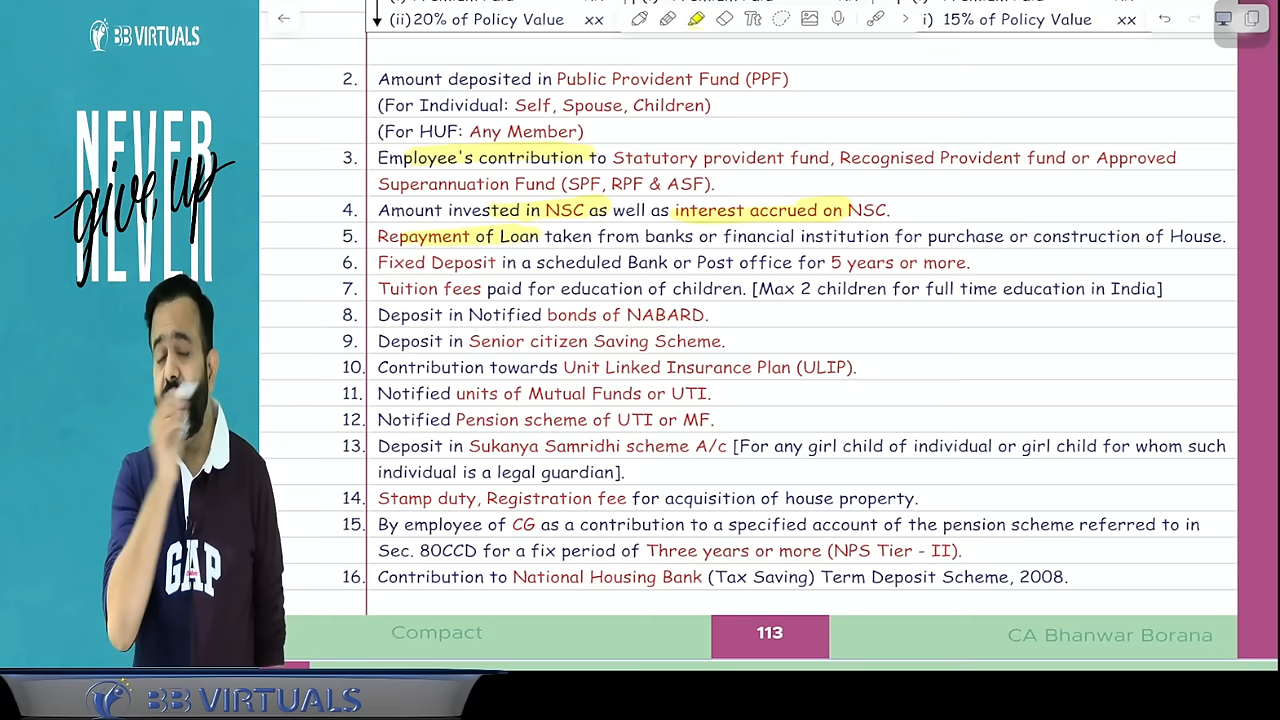 (ii) 20% of Policy Value xx
i) 15% of Policy Value xx
BB VIRTUALS
NEVER
give up
NEVER
2. Amount deposited in Public Provident Fund (PPF)
(For Individual: Self, Spouse, Children)
(For HUF: Any Member)
3. Employee's contribution to Statutory provident fund, Recognised Provident fund or Approved
Superannuation Fund (SPF, RPF & ASF).
4. Amount invested in NSC as well as interest accrued on NSC.
5. Repayment of Loan taken from banks or financial institution for purchase or construction of House.
6. Fixed Deposit in a scheduled Bank or Post office for 5 years or more.
7. Tuition fees paid for education of children. [Max 2 children for full time education in India]
8. Deposit in Notified bonds of NABARD.
9. Deposit in Senior citizen Saving Scheme.
10. Contribution towards Unit Linked Insurance Plan (ULIP).
11. Notified units of Mutual Funds or UTI.
12. Notified Pension scheme of UTI or MF.
13. Deposit in Sukanya Samridhi scheme A/c [For any girl child of individual or girl child for whom such
individual is a legal guardian].
14. Stamp duty, Registration fee for acquisition of house property.
15. By employee of CG as a contribution to a specified account of the pension scheme referred to in
Sec. 80CCD for a fix period of Three years or more (NPS Tier - II).
16. Contribution to National Housing Bank (Tax Saving) Term Deposit Scheme, 2008.
GAP
Compact 113 CA Bhanwar Borana
BB VIRTUALS